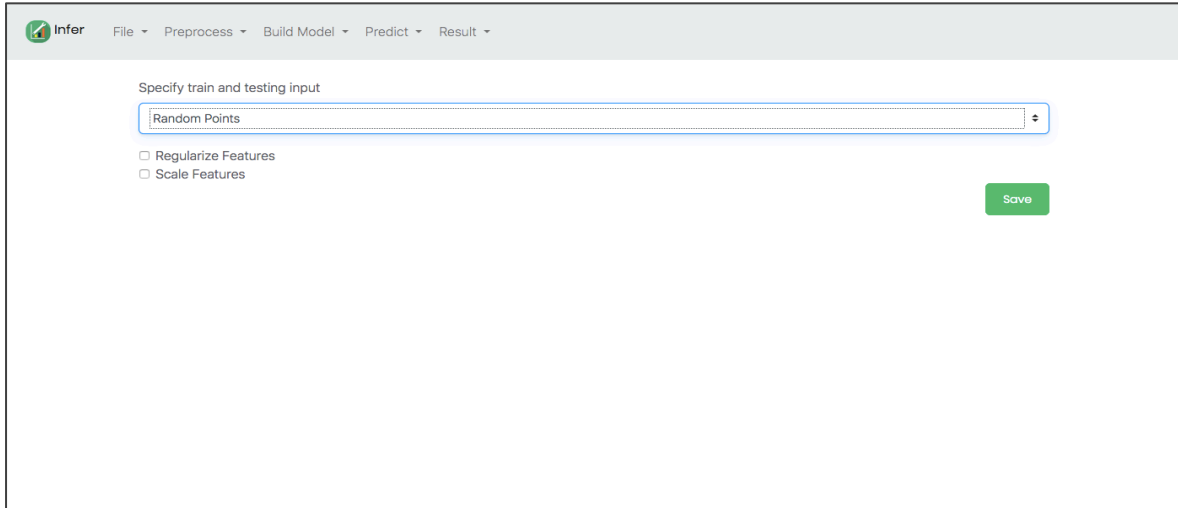 Infer File Preprocess Build Model Predict Result
Specify train and testing input
Random Points
Regularize Features
Scale Features
Save